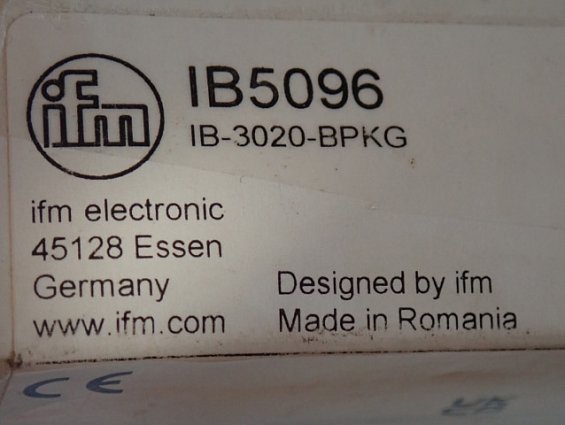 ifm
IB5096
IB-3020-BPKG
ifm electronic
45128 Essen
Germany
www.ifm.com
Designed by ifm
Made in Romania
CE